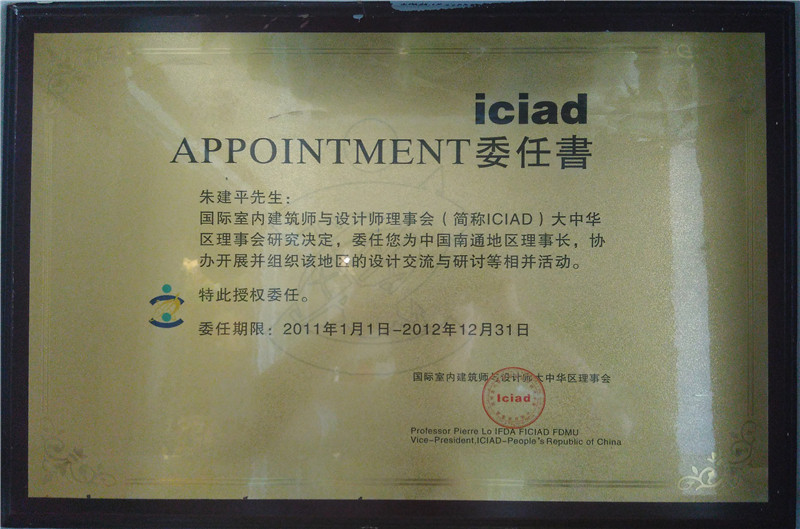 iciad
APPOINTMENT委任書
朱建平先生：
国际室内建筑师与设计师理事会（简称ICIAD）大中华
区理事会研究决定，委任您为中国南通地区理事长，协
办开展并组织该地区的设计交流与研讨等相并活动。
特此授权委任。
委任期限：2011年1月1日-2012年12月31日
国际室内建筑师与设计师大中华区理事会
Iciad
Professor Pierre Lo IFDA FICIAD FDMU
Vice-President,ICIAD-People's Republic of China